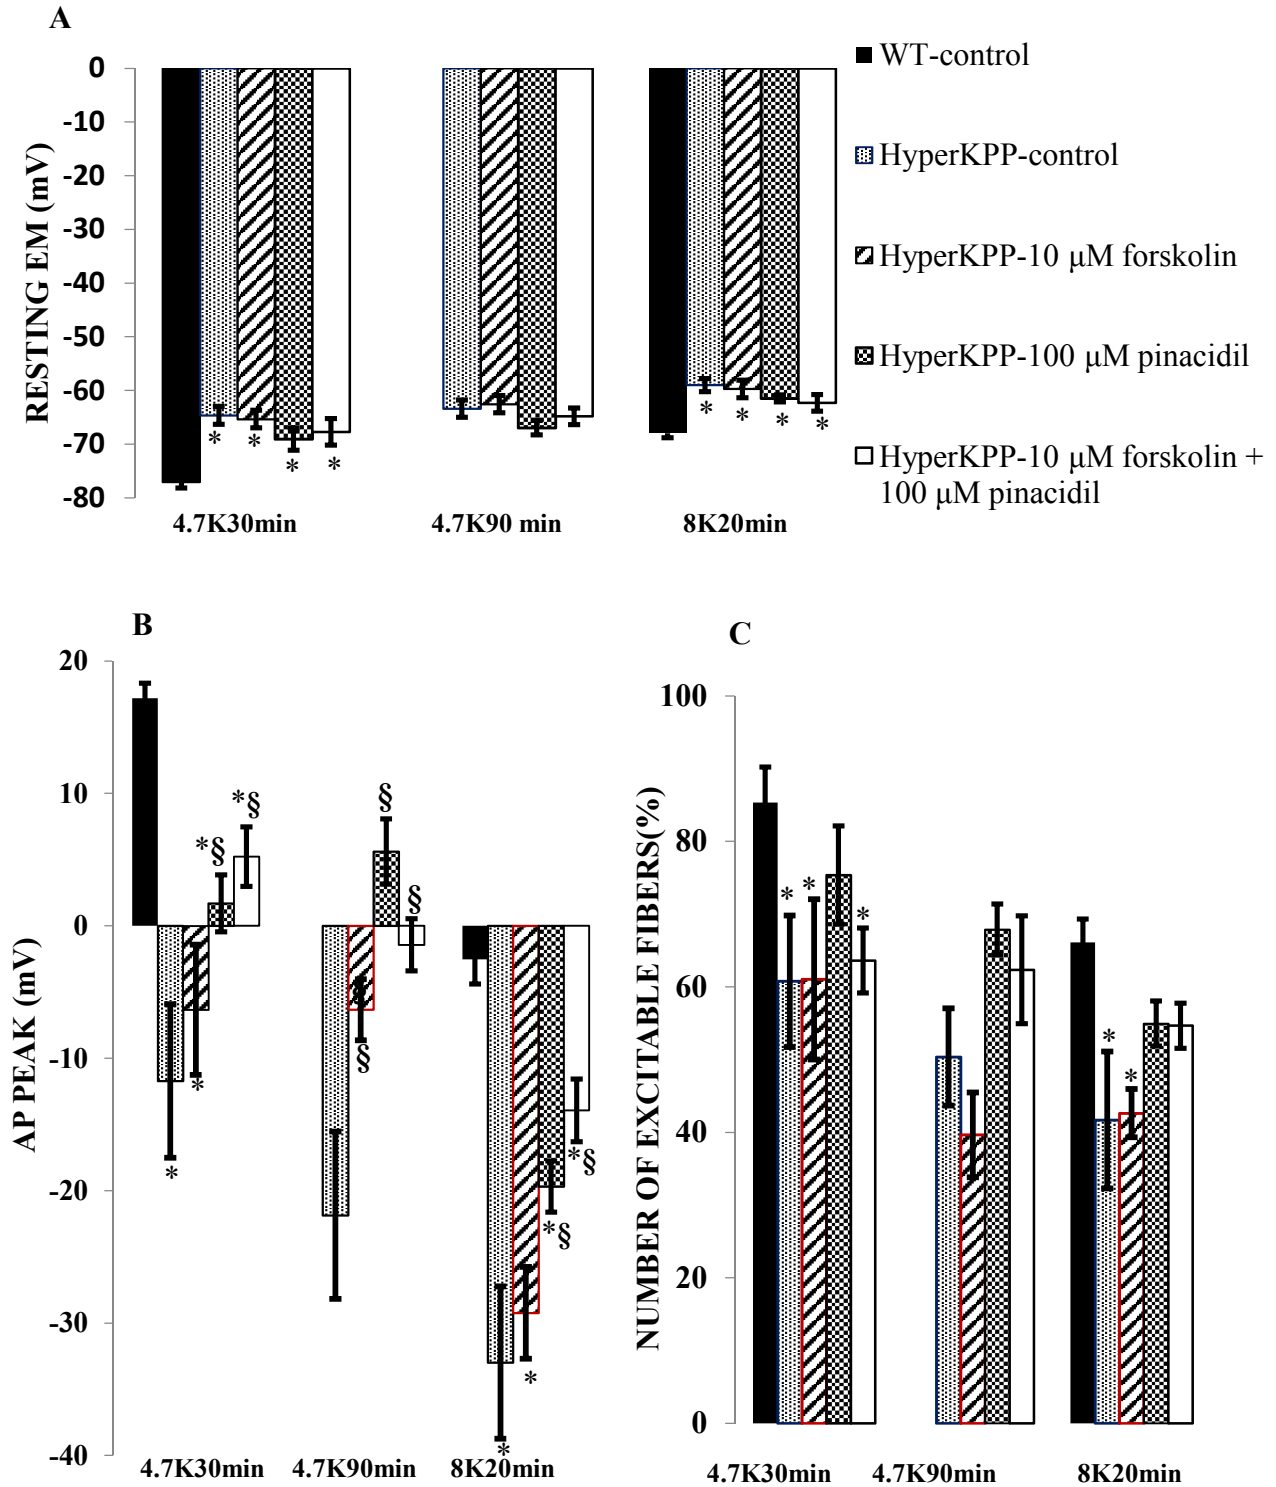 A
RESTING EM (mV)
0
-10
-20
-30
-40
-50
-60
-70
-80
* * * *
* * * *
4.7K30min
4.7K90 min
8K20min
WT-control
HyperKPP-control
HyperKPP-10 μM forskolin
HyperKPP-100 μM pinacidil
HyperKPP-10 μM forskolin +
100 μM pinacidil
B
AP PEAK (mV)
20
10
0
-10
-20
-30
-40
*
*
*§
*§
§
§
§
*
*
*§
*§
4.7K30min
4.7K90min
8K20min
C
NUMBER OF EXCITABLE FIBERS(%)
100
80
60
40
20
0
*
*
*
*
*
4.7K30min
4.7K90min
8K20min